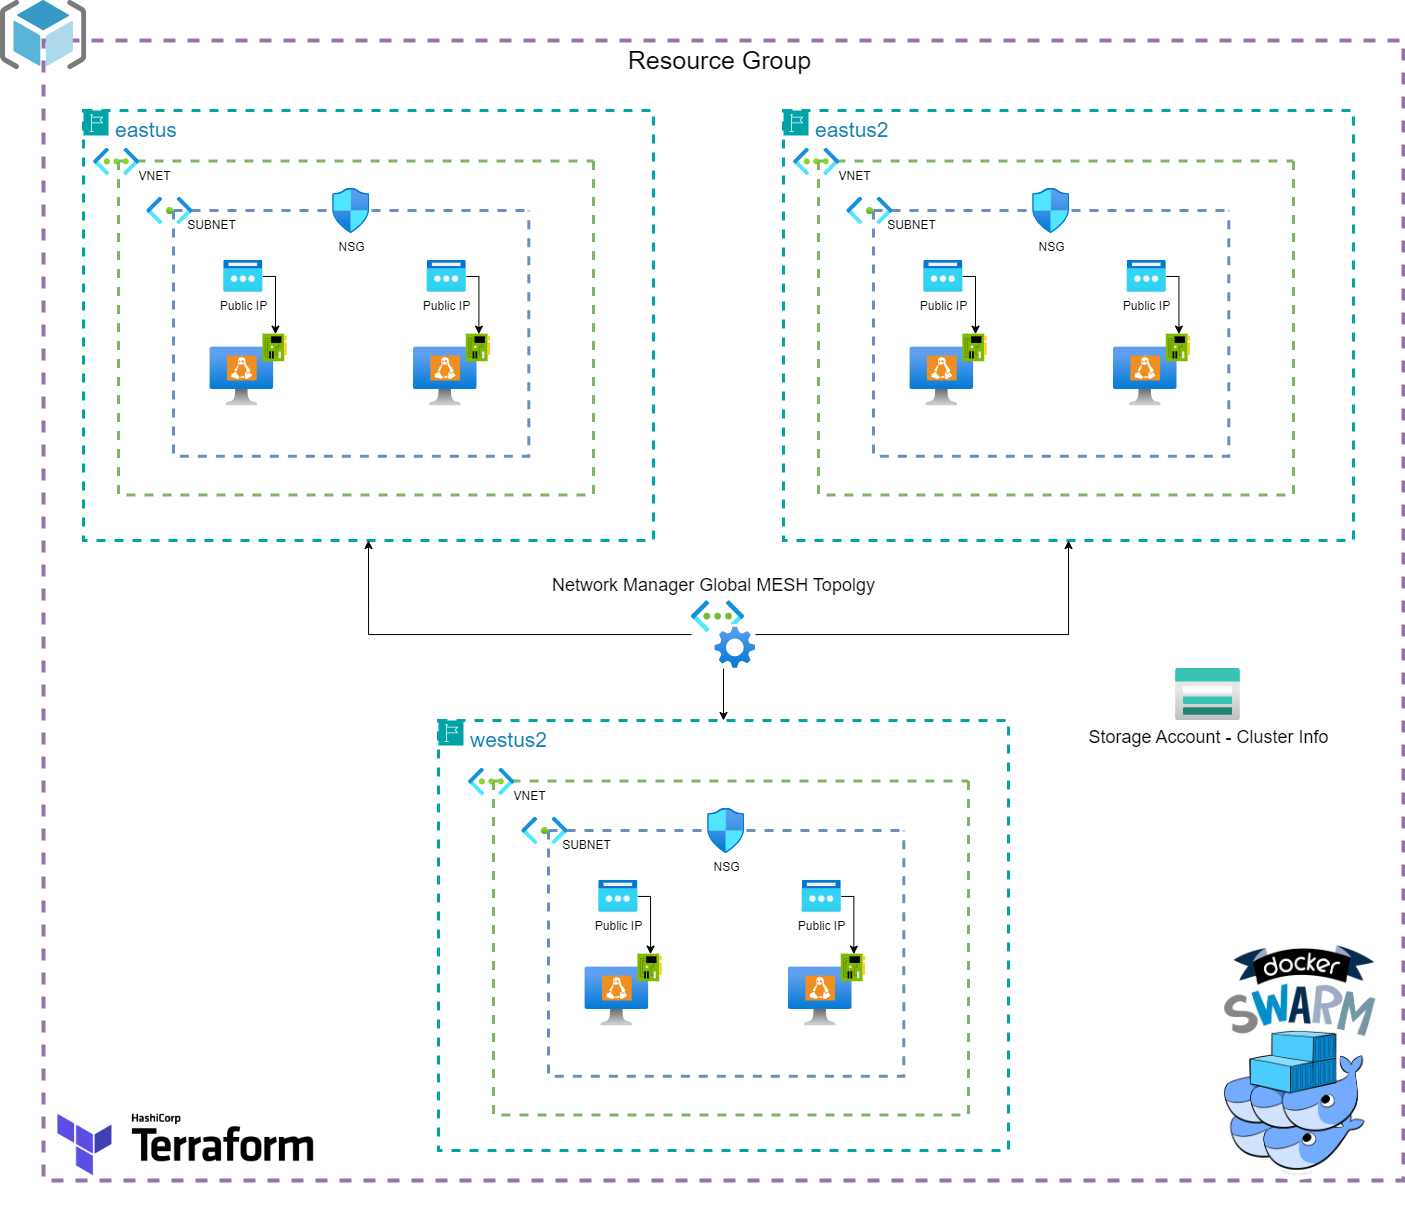 Resource Group
eastus
VNET
SUBNET
NSG
Public IP
Public IP
eastus2
VNET
SUBNET
NSG
Public IP
Public IP
Network Manager Global MESH Topolgy
Storage Account - Cluster Info
westus2
VNET
SUBNET
NSG
Public IP
Public IP
docker
SWARM
HashiCorp
Terraform